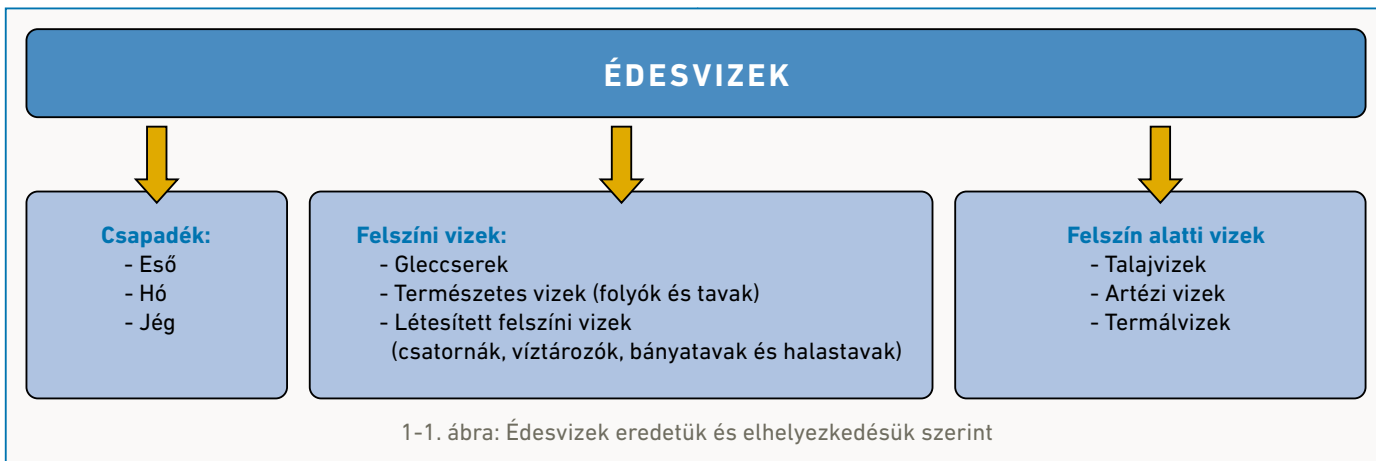 ÉDESVIZEK
Csapadék:
- Eső
- Hó
- Jég
Felszíni vizek:
- Gleccserek
- Természetes vizek (folyók és tavak)
- Létesített felszíni vizek
(csatornák, víztározók, bányatavak és halastavak)
Felszín alatti vizek
- Talajvizek
- Artézi vizek
- Termálvizek
1-1. ábra: Édesvizek eredetük és elhelyezkedésük szerint